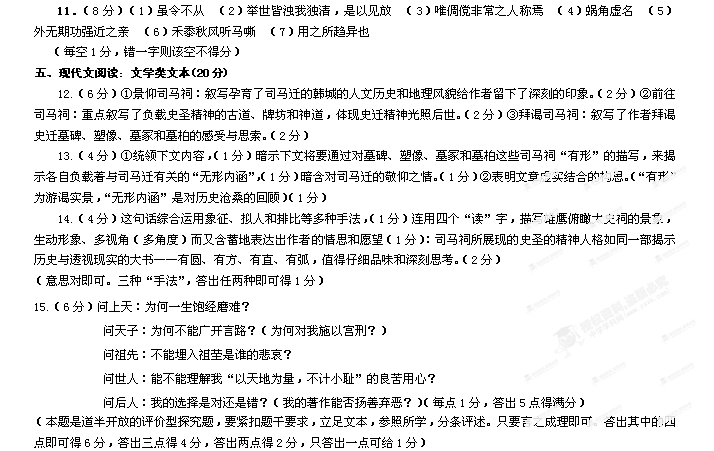 11.(8分)(1)虽令不从 (2)举世皆浊我独清，是以见放 (3)唯倜傥非常之人称焉 (4)蜗角虚名 (5)
外无期功强近之亲 (6)禾黍秋风听马嘶 (7)用之所趋异也
(每空1分，错一字则该空不得分)
五、现代文阅读：文学类文本(20分)
12.(6分)①景仰司马祠：叙写孕育了司马迁的韩城的人文历史和地理风貌给作者留下了深刻的印象。(2分)②前往
司马祠：重点叙写了负载史圣精神的古道、牌坊和神道，体现史迁精神光照后世。(2分)③拜谒司马祠：叙写了作者拜谒
史迁墓碑、塑像、墓冢和墓柏的感受与思索。(2分)
13.(4分)①统领下文内容，(1分)暗示下文将要通过对墓碑、塑像、墓冢和墓柏这些司马祠“有形”的描写，来揭
示各自负载着与司马迁有关的“无形内涵”，(1分)暗含对司马迁的敬仰之情。(1分)②表明文章虚实结合的构思。(“有形”
为游谒实景，“无形内涵”是对历史沧桑的回顾)(1分)
14.(4分)这句话综合运用象征、拟人和排比等多种手法，(1分)连用四个“读”字，描写雄鹰俯瞰太史祠的景象，
生动形象、多视角(多角度)而又含蓄地表达出作者的情思和愿望(1分)：司马祠所展现的史圣的精神人格如同一部揭示
历史与透视现实的大书——有圆、有方、有直、有弧，值得仔细品味和深刻思考。(2分)
(意思对即可。三种“手法”，答出任两种即可得1分)
15.(6分)问上天：为何一生饱经磨难？
问天子：为何不能广开言路？(为何对我施以宫刑？)
问祖先：不能埋入祖茔是谁的悲哀？
问世人：能不能理解我“以天地为量，不计小耻”的良苦用心？
问后人：我的选择是对还是错？(我的著作能否扬善弃恶？)(每点1分，答出5点得满分)
(本题是道半开放的评价型探究题，要紧扣题干要求，立足文本，参照所学，分条评述。只要言之成理即可。答出其中的四
点即可得6分，答出三点得4分，答出两点得2分，只答出一点可给1分)